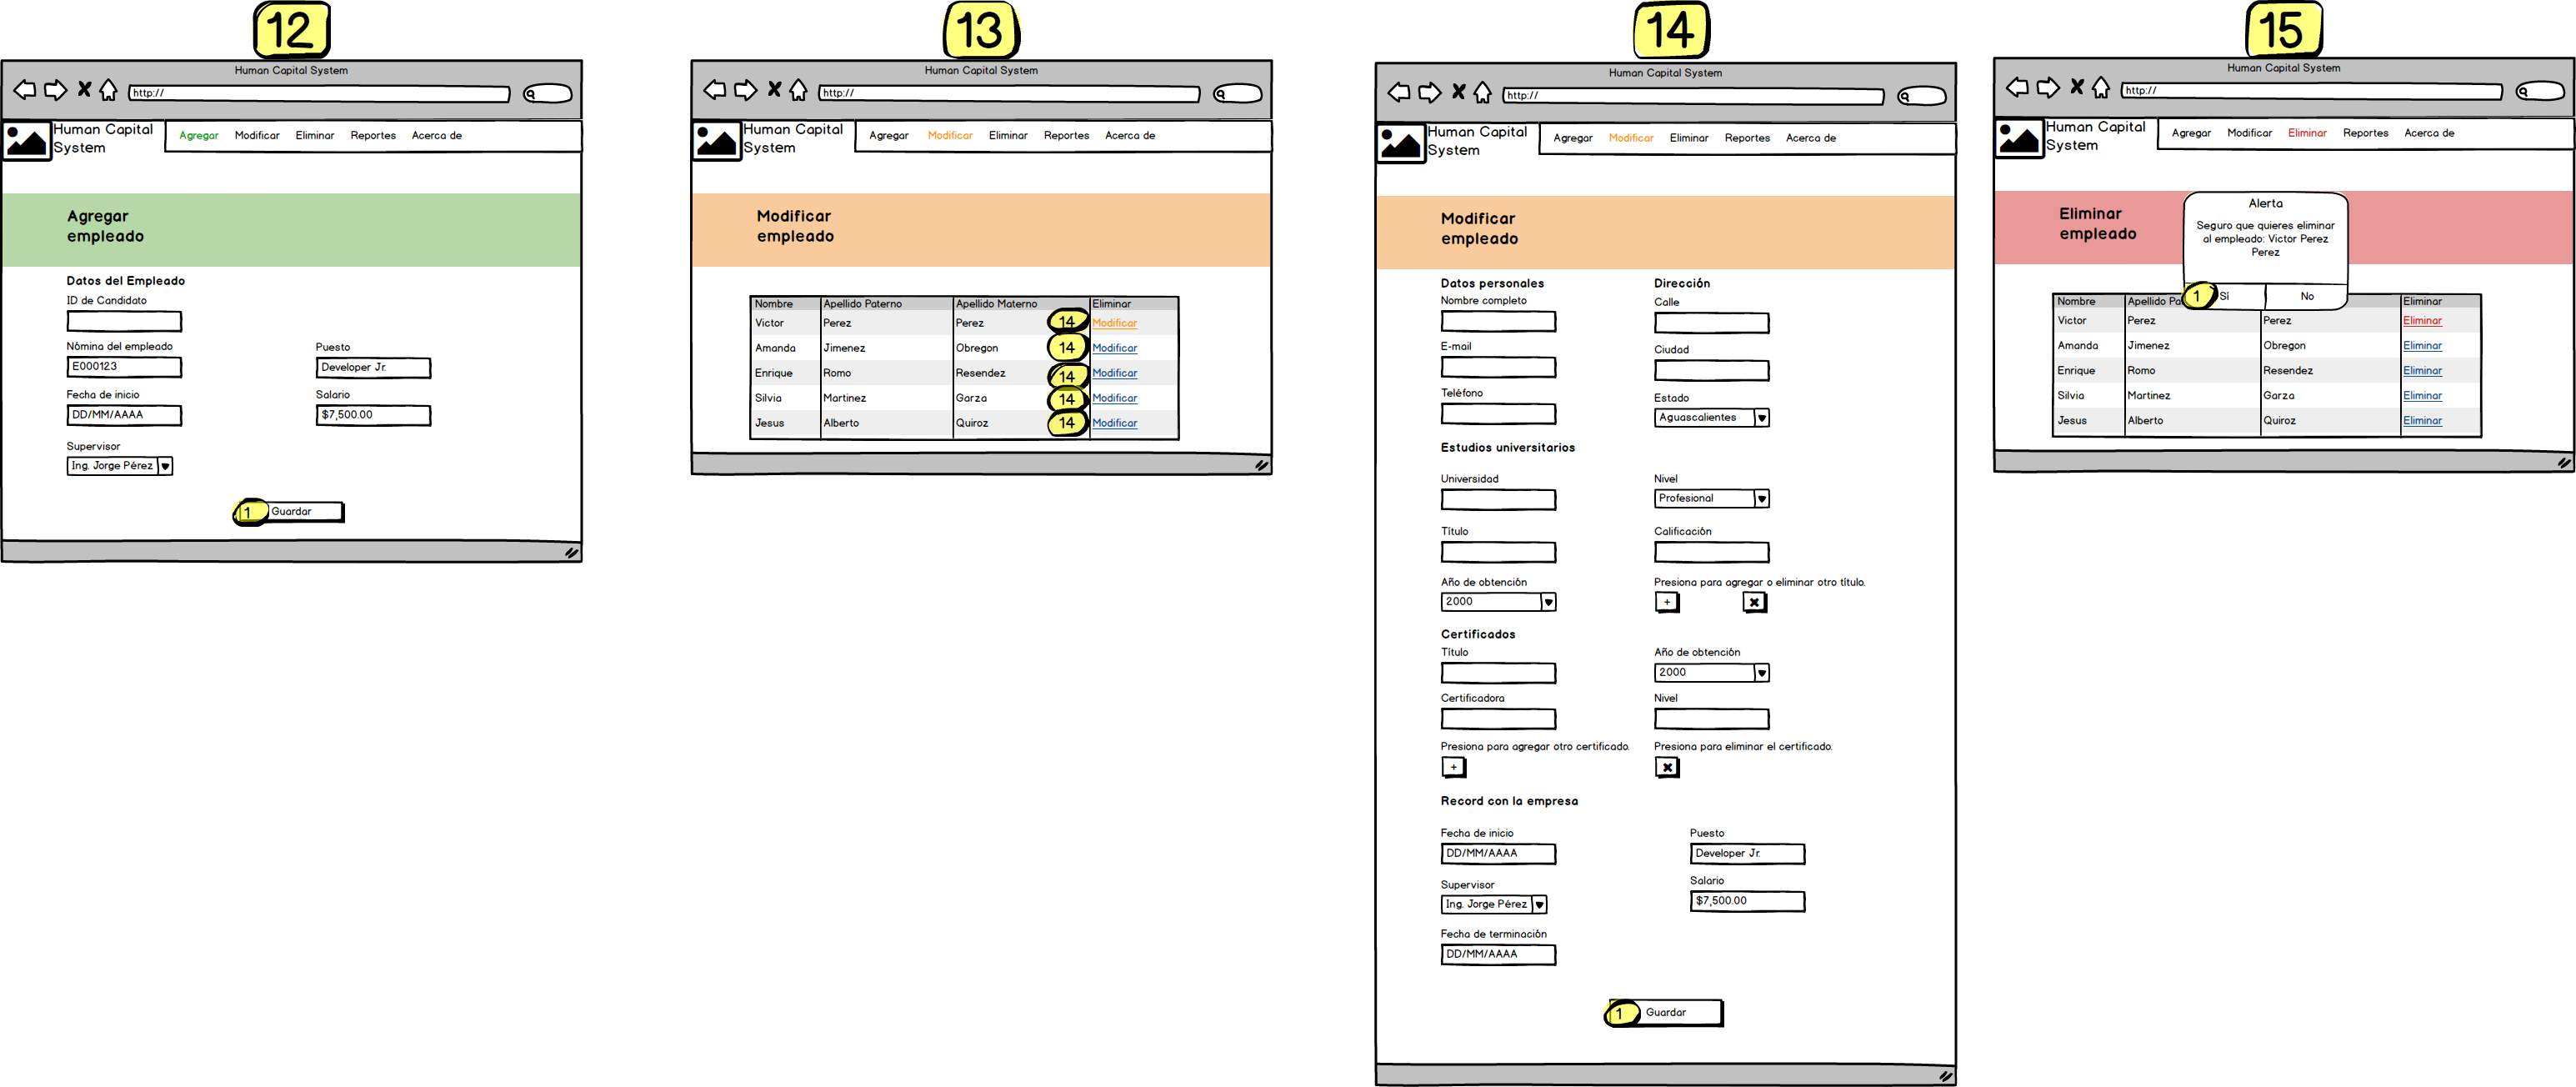 12
Human Capital System
http://
Human Capital
System
Agregar Modificar Eliminar Reportes Acerca de
Agregar
empleado
Datos del Empleado
ID de Candidato
Nómina del empleado Puesto
E000123 Developer Jr.
Fecha de inicio Salario
DD/MM/AAAA $7,500.00
Supervisor
Ing. Jorge Pérez
1 Guardar
13
Human Capital System
http://
Human Capital
System
Agregar Modificar Eliminar Reportes Acerca de
Modificar
empleado
Nombre Apellido Paterno Apellido Materno Eliminar
Victor Perez Perez 14 Modificar
Amanda Jimenez Obregon 14 Modificar
Enrique Romo Resendez 14 Modificar
Silvia Martinez Garza 14 Modificar
Jesus Alberto Quiroz 14 Modificar
14
Human Capital System
http://
Human Capital
System
Agregar Modificar Eliminar Reportes Acerca de
Modificar
empleado
Datos personales Dirección
Nombre completo Calle
E-mail Ciudad
Teléfono Estado
Aguascalientes
Estudios universitarios
Universidad Nivel
Profesional
Título Calificación
Año de obtención Presiona para agregar o eliminar otro título.
2000 +
Certificados
Título Año de obtención
2000
Certificadora Nivel
Presiona para agregar otro certificado. Presiona para eliminar el certificado.
+
Record con la empresa
Fecha de inicio Puesto
DD/MM/AAAA Developer Jr.
Supervisor Salario
Ing. Jorge Pérez $7,500.00
Fecha de terminación
DD/MM/AAAA
1 Guardar
15
Human Capital System
http://
Human Capital
System
Agregar Modificar Eliminar Reportes Acerca de
Eliminar
empleado
Alerta
Seguro que quieres eliminar
al empleado: Victor Perez
Perez
1 Sí No
Nombre Apellido Pa Eliminar
Victor Perez Perez Eliminar
Amanda Jimenez Obregon Eliminar
Enrique Romo Resendez Eliminar
Silvia Martinez Garza Eliminar
Jesus Alberto Quiroz Eliminar